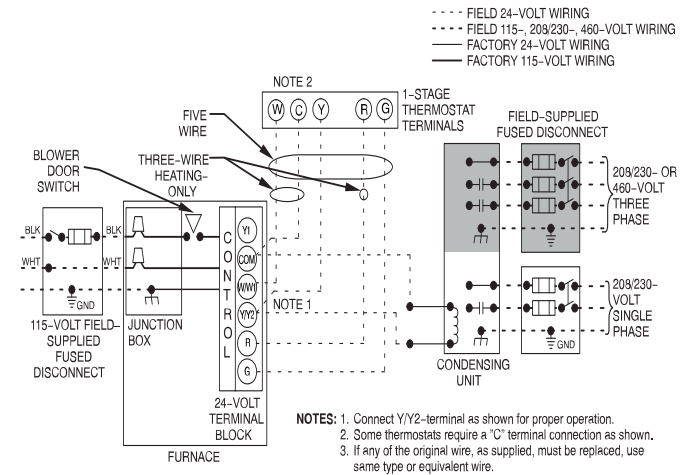 FIELD 24-VOLT WIRING
FIELD 115-, 208/230-, 460-VOLT WIRING
FACTORY 24-VOLT WIRING
FACTORY 115-VOLT WIRING
NOTE 2
W C Y R G
1-STAGE
THERMOSTAT
TERMINALS
FIVE
WIRE
BLOWER
DOOR
SWITCH
THREE-WIRE
HEATING-
ONLY
FIELD-SUPPLIED
FUSED DISCONNECT
208/230- OR
460-VOLT
THREE
PHASE
BLK
BLK
WHT
WHT
GND
CONTROL
Y1
COM
W/W1
Y/Y2
R
G
NOTE 1
208/230-
VOLT
SINGLE
PHASE
GND
115-VOLT FIELD-
SUPPLIED
FUSED
DISCONNECT
JUNCTION
BOX
CONDENSING
UNIT
24-VOLT
TERMINAL
BLOCK
FURNACE
NOTES: 1. Connect Y/Y2-terminal as shown for proper operation.
2. Some thermostats require a "C" terminal connection as shown.
3. If any of the original wire, as supplied, must be replaced, use
same type or equivalent wire.